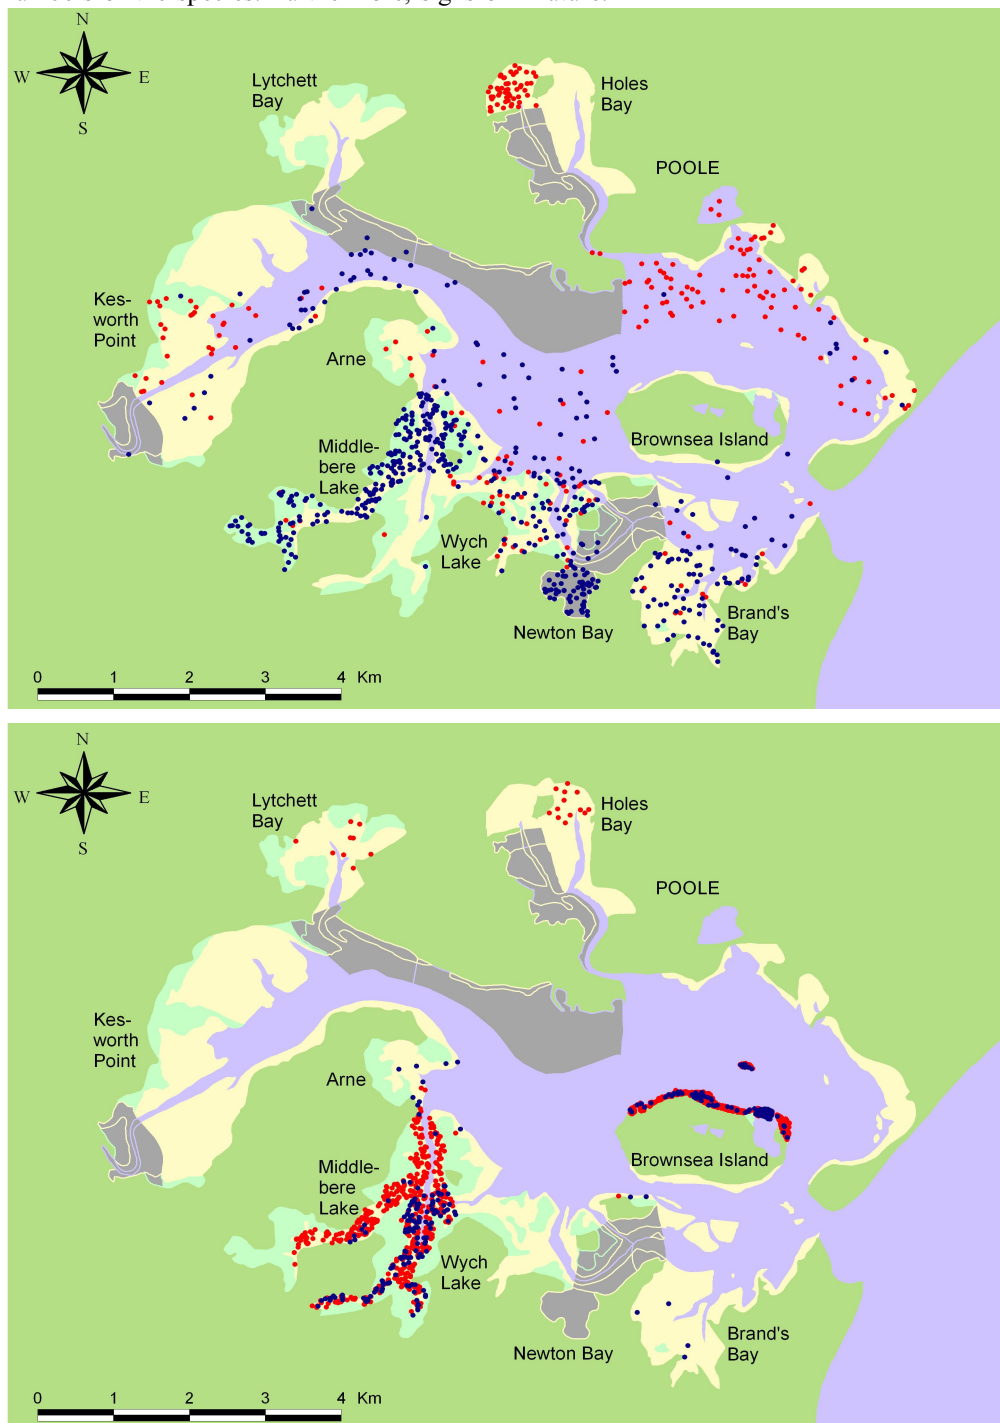 N
W E
S
Lytchett
Bay
Holes
Bay
POOLE
Kes-
worth
Point
Arne
Brownsea Island
Middle-
bere
Lake
Wych
Lake
Newton Bay
Brand's
Bay
0 1 2 3 4 Km
N
W E
S
Lytchett
Bay
Holes
Bay
POOLE
Kes-
worth
Point
Arne
Brownsea Island
Middle-
bere
Lake
Wych
Lake
Newton Bay
Brand's
Bay
0 1 2 3 4 Km